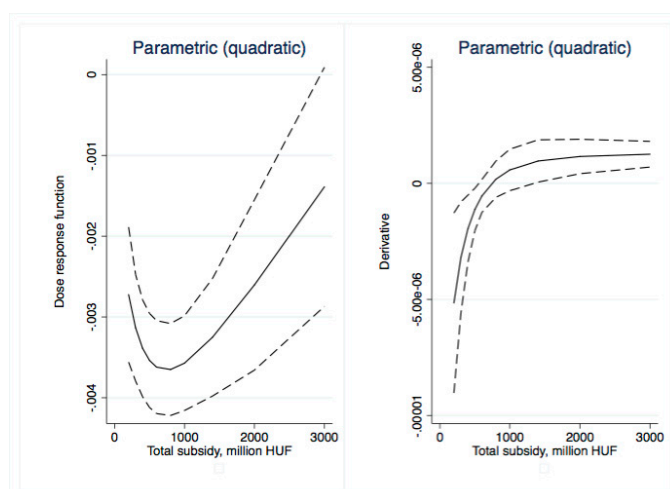 Parametric (quadratic)
Dose response function
0
-.001
-.002
-.003
-.004
0 1000 2000 3000
Total subsidy, million HUF
Parametric (quadratic)
Derivative
5.00e-06
0
-5.00e-06
-.00001
0 1000 2000 3000
Total subsidy, million HUF